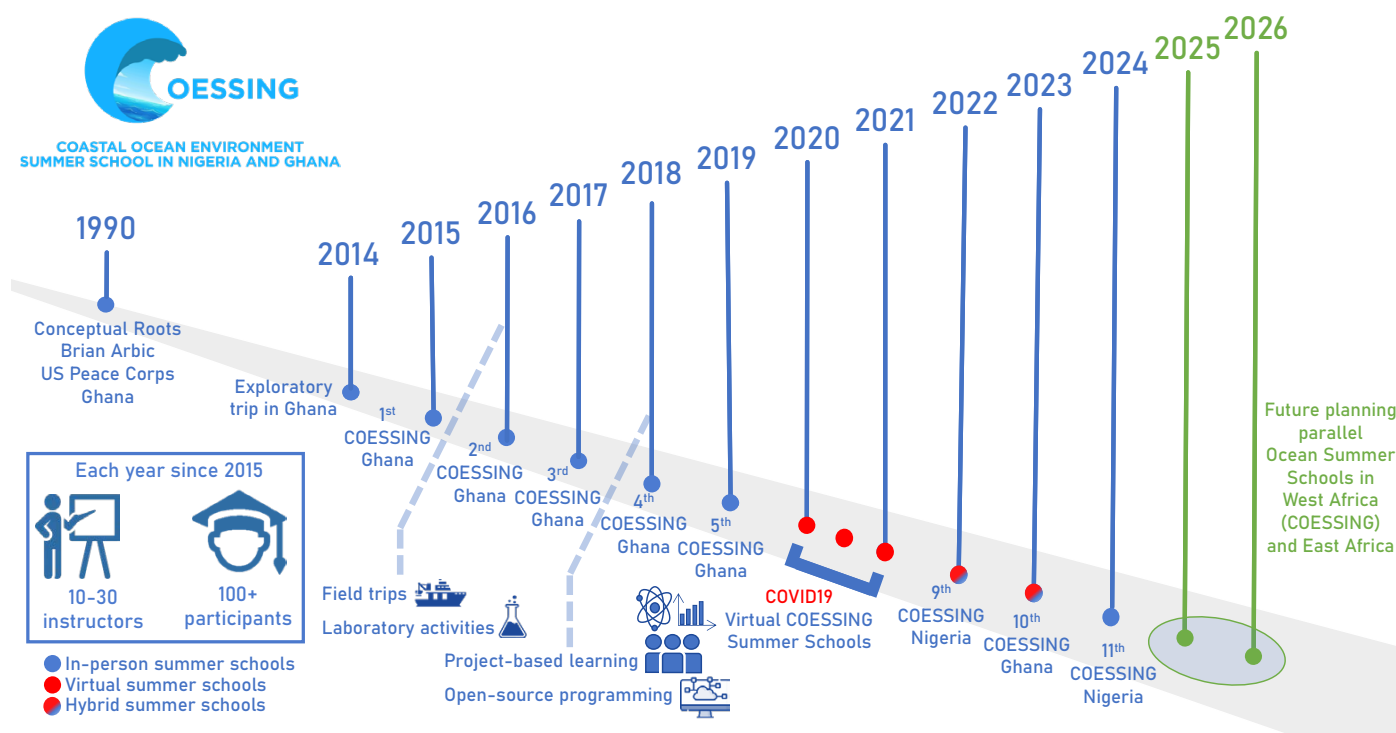 OESSING
COASTAL OCEAN ENVIRONMENT
SUMMER SCHOOL IN NIGERIA AND GHANA
1990
Conceptual Roots
Brian Arbic
US Peace Corps
Ghana
2014
Exploratory
trip in Ghana
2015
1st
COESSING
Ghana
2016
2nd
COESSING
Ghana
2017
3rd
COESSING
Ghana
2018
4th
COESSING
Ghana
2019
5th
COESSING
Ghana
2020
2021
COVID19
Virtual COESSING
Summer Schools
2022
9th
COESSING
Nigeria
2023
10th
COESSING
Ghana
2024
11th
COESSING
Nigeria
2025
2026
Future planning
parallel
Ocean Summer
Schools in
West Africa
(COESSING)
and East Africa
Each year since 2015
10-30
instructors
100+
participants
In-person summer schools
Virtual summer schools
Hybrid summer schools
Field trips
Laboratory activities
Project-based learning
Open-source programming